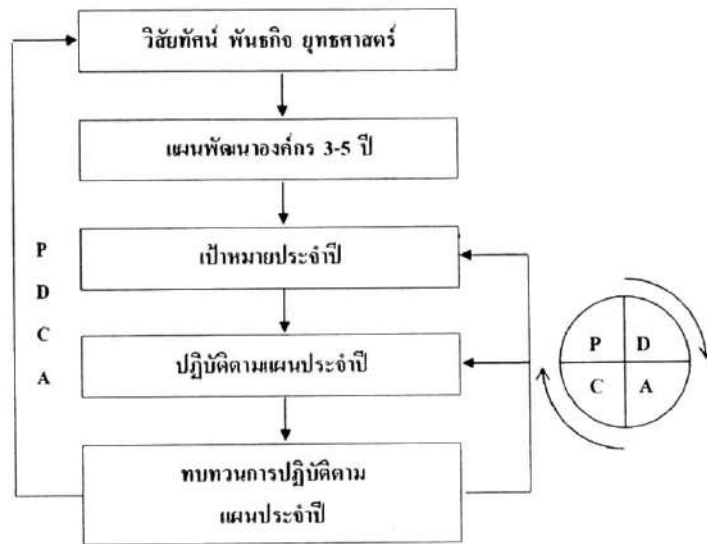 วิสัยทัศน์ พันธกิจ ยุทธศาสตร์
แผนพัฒนาองค์กร 3-5 ปี
เป้าหมายประจำปี
ปฏิบัติตามแผนประจำปี
ทบทวนการปฏิบัติตาม
แผนประจำปี
P
D
C
A
P D
C A